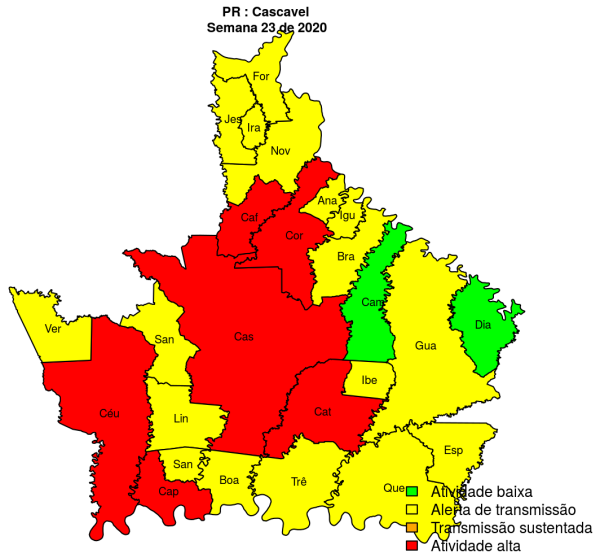 PR : Cascavel
Semana 23 de 2020
For
Jes
Ira
Nov
Ana
Igu
Caf
Cor
Bra
Cam
Dia
Ver
San
Cas
Gua
Ibe
Céu
Lin
Cat
Esp
San
Boa
Trê
Que
Cap
Atividade baixa
Alerta de transmissão
Transmissão sustentada
Atividade alta